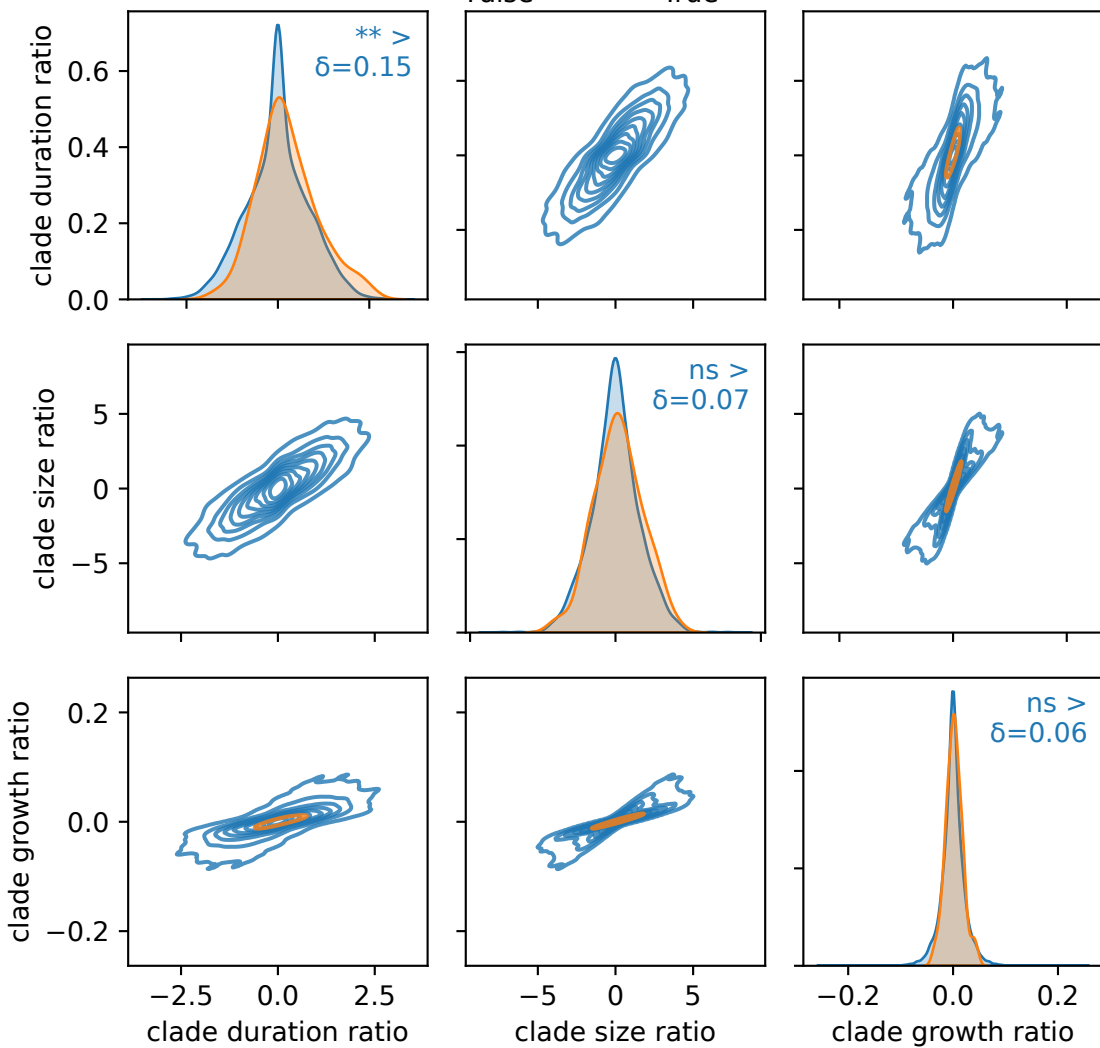 False True
clade duration ratio
0.6
0.4
0.2
0.0
** >
δ=0.15
clade size ratio
5
0
−5
ns >
δ=0.07
clade growth ratio
0.2
0.0
−0.2
ns >
δ=0.06
−2.5 0.0 2.5
−5 0 5
−0.2 0.0 0.2
clade duration ratio
clade size ratio
clade growth ratio